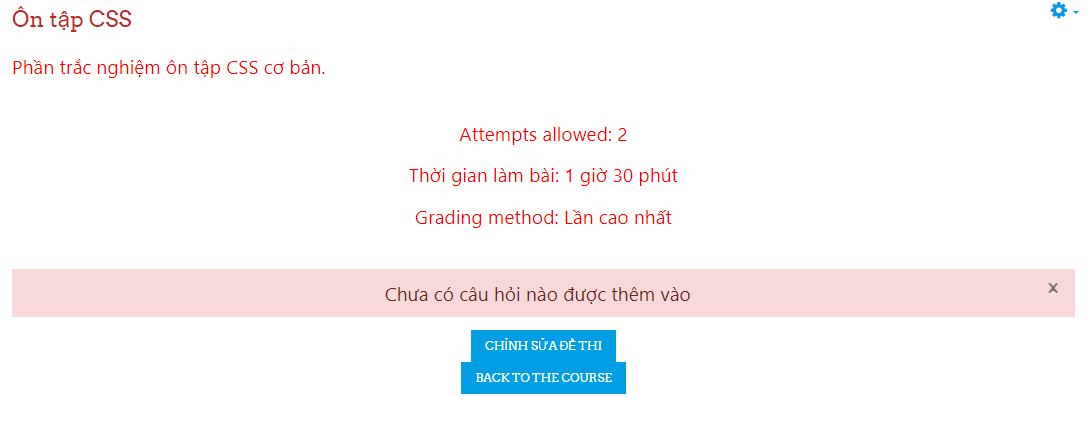 Ôn tập CSS
Phần trắc nghiệm ôn tập CSS cơ bản.
Attempts allowed: 2
Thời gian làm bài: 1 giờ 30 phút
Grading method: Lần cao nhất
Chưa có câu hỏi nào được thêm vào
×
CHỈNH SỬA ĐỀ THI
BACK TO THE COURSE